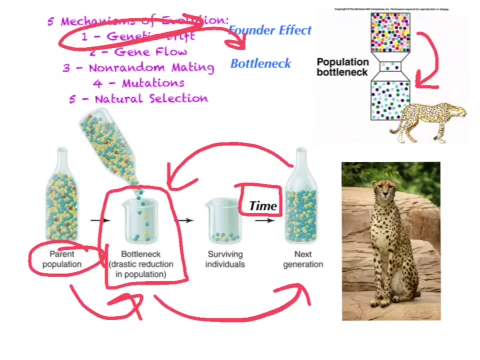 5 Mechanisms of Evolution:
1 - Genetic Drift
2 - Gene Flow
3 - Nonrandom Mating
4 - Mutations
5 - Natural Selection
Founder Effect
Bottleneck
Population
bottleneck
Time
Parent
population
Bottleneck
(drastic reduction
in population)
Surviving
individuals
Next
generation